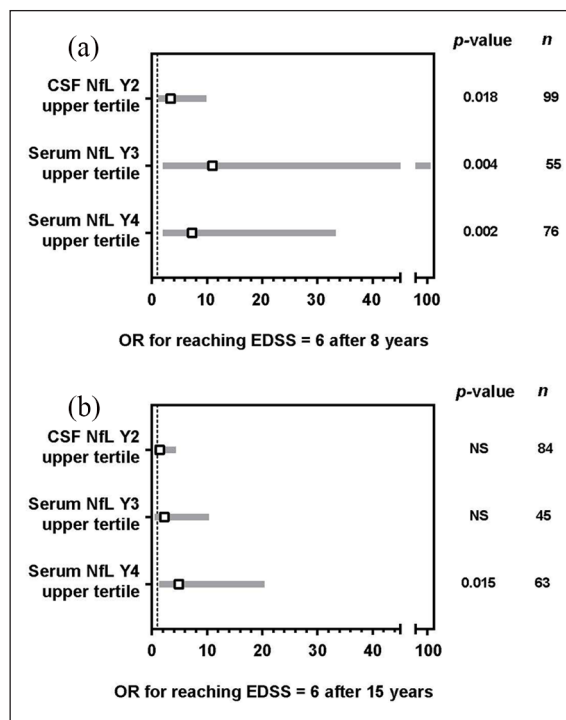 (a)
p-value n
CSF NfL Y2
upper tertile
0.018 99
Serum NfL Y3
upper tertile
0.004 55
Serum NfL Y4
upper tertile
0.002 76
0 10 20 30 40 100
OR for reaching EDSS = 6 after 8 years
(b)
p-value n
CSF NfL Y2
upper tertile
NS 84
Serum NfL Y3
upper tertile
NS 45
Serum NfL Y4
upper tertile
0.015 63
0 10 20 30 40 100
OR for reaching EDSS = 6 after 15 years